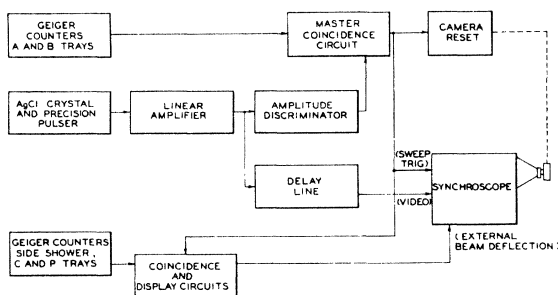 GEIGER
COUNTERS
A AND B TRAYS
MASTER
COINCIDENCE
CIRCUIT
CAMERA
RESET
AgCl CRYSTAL
AND PRECISION
PULSER
LINEAR
AMPLIFIER
AMPLITUDE
DISCRIMINATOR
DELAY
LINE
(SWEEP
TRIG)
(VIDEO)
SYNCHROSCOPE
(EXTERNAL
BEAM DEFLECTION)
GEIGER COUNTERS
SIDE SHOWER,
C AND P TRAYS
COINCIDENCE
AND
DISPLAY CIRCUITS